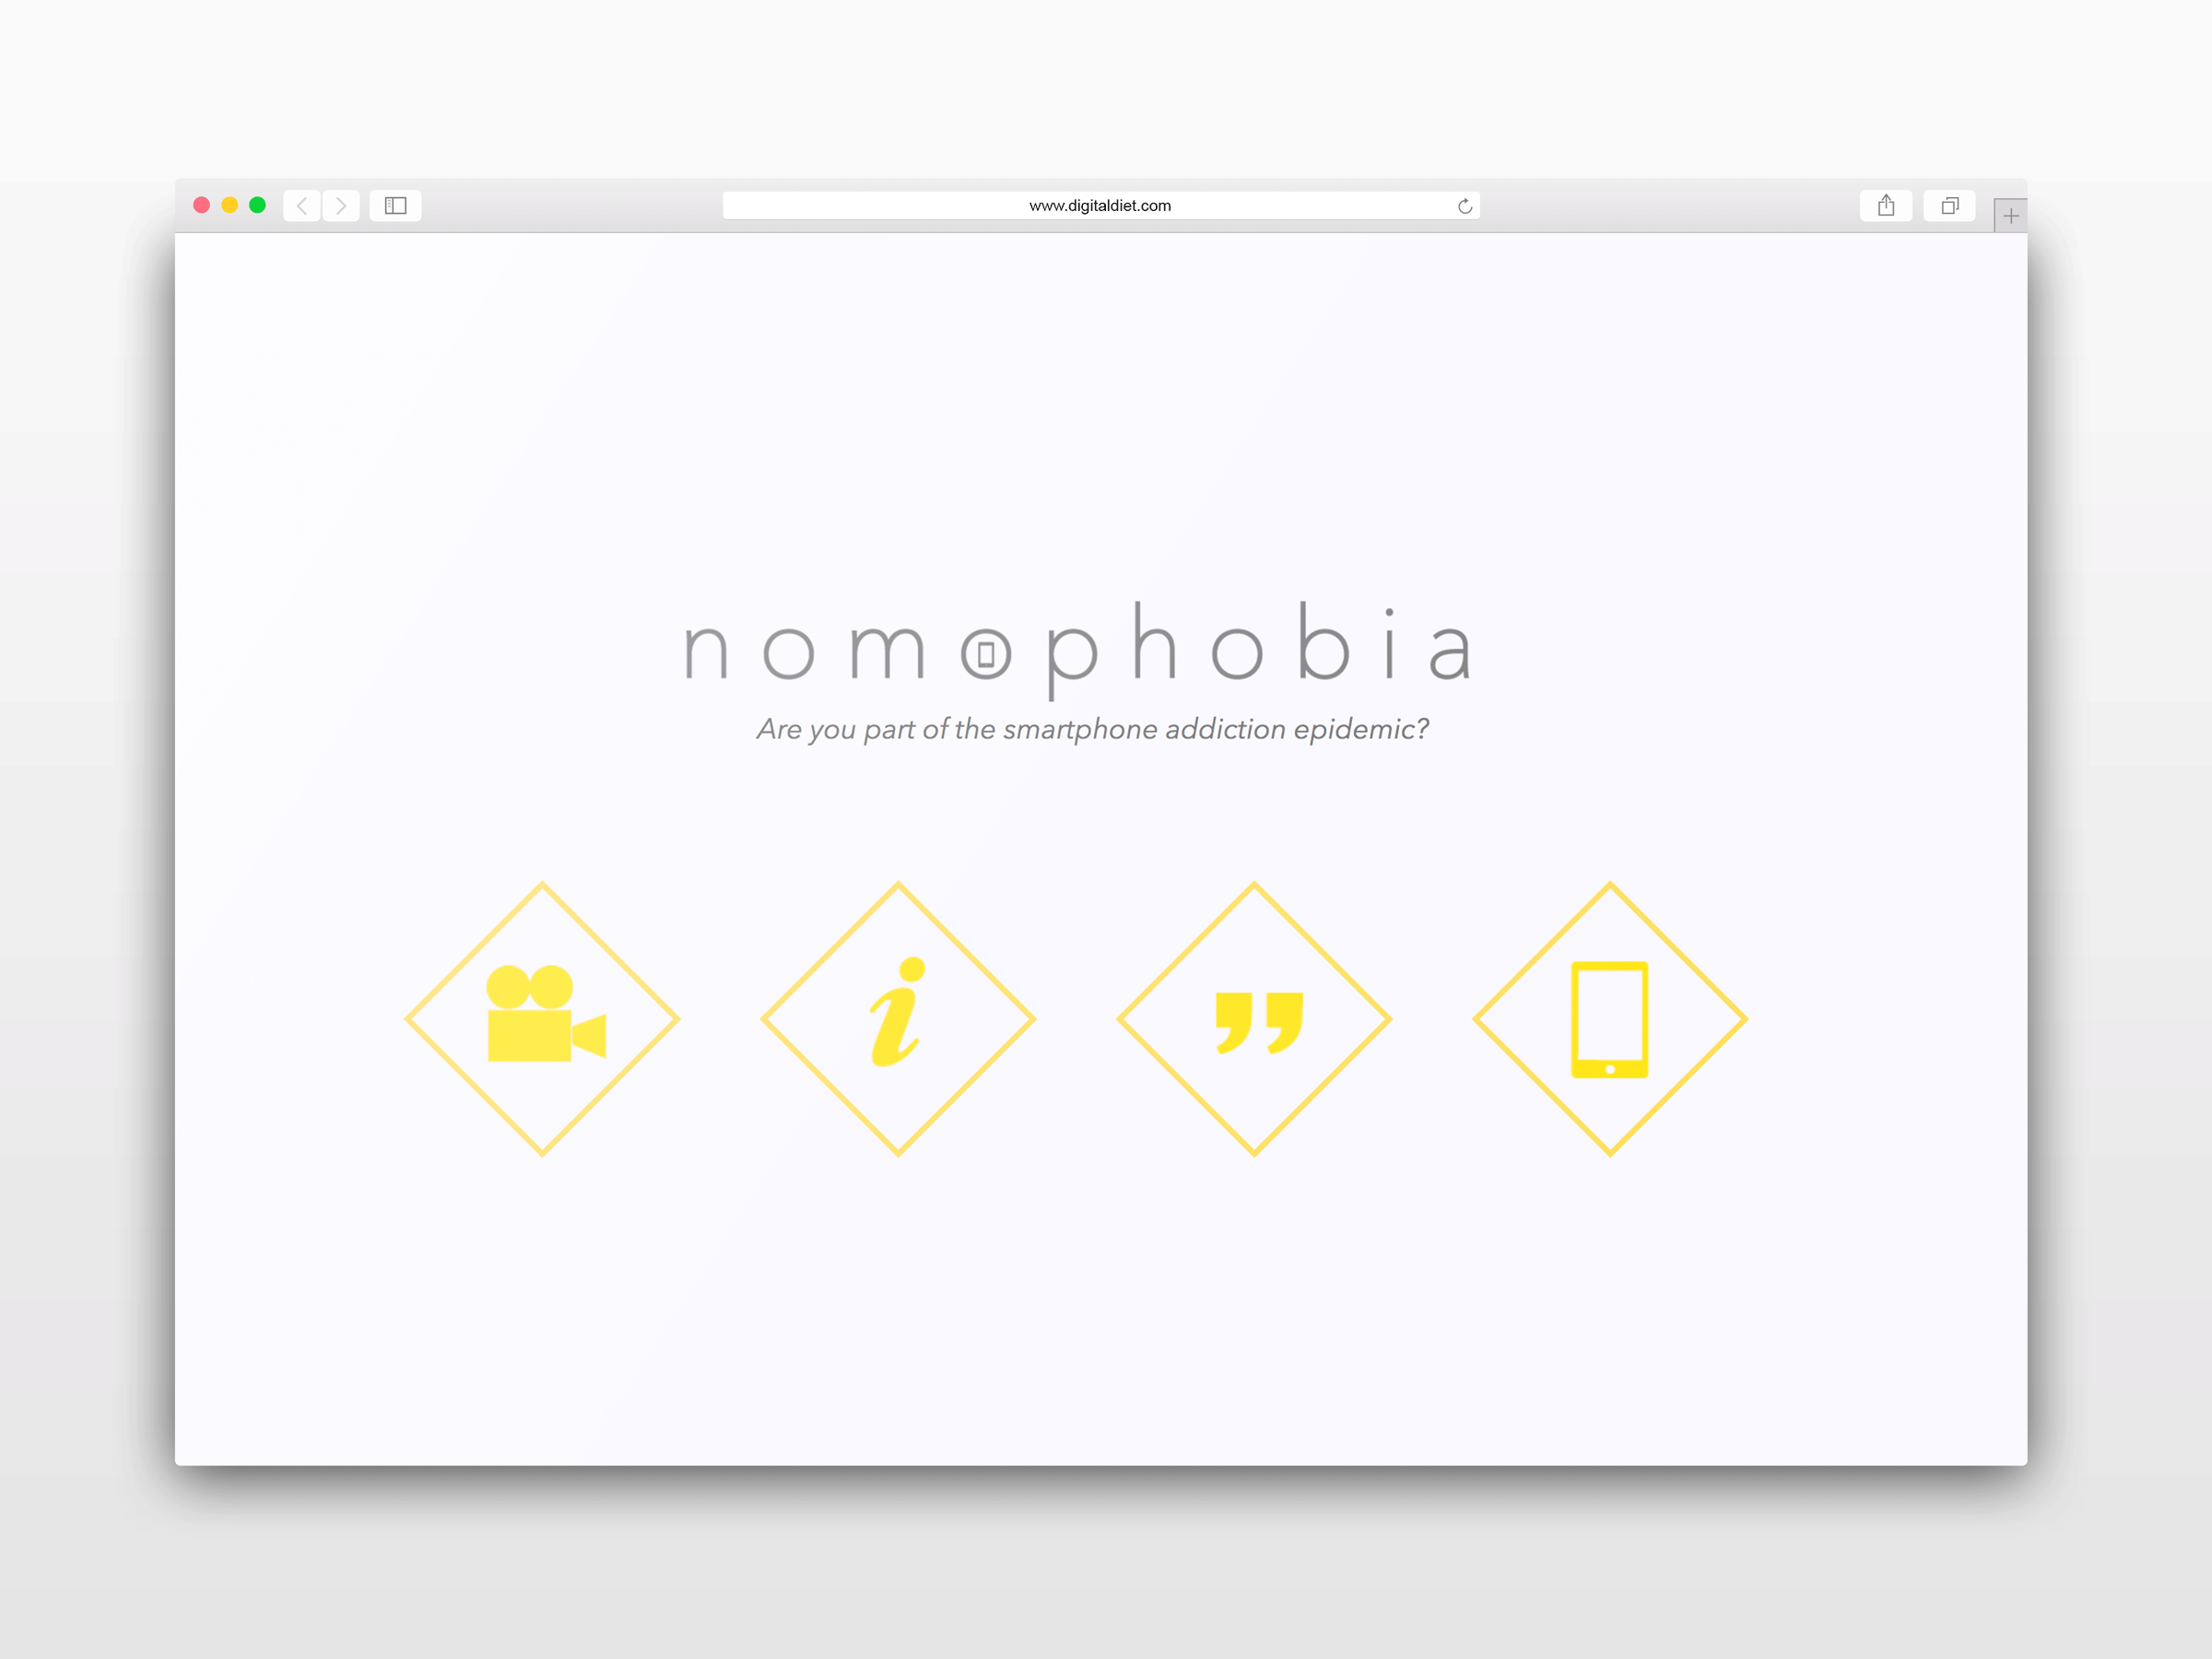 www.digitaldiet.com
nomophobia
Are you part of the smartphone addiction epidemic?
i
”